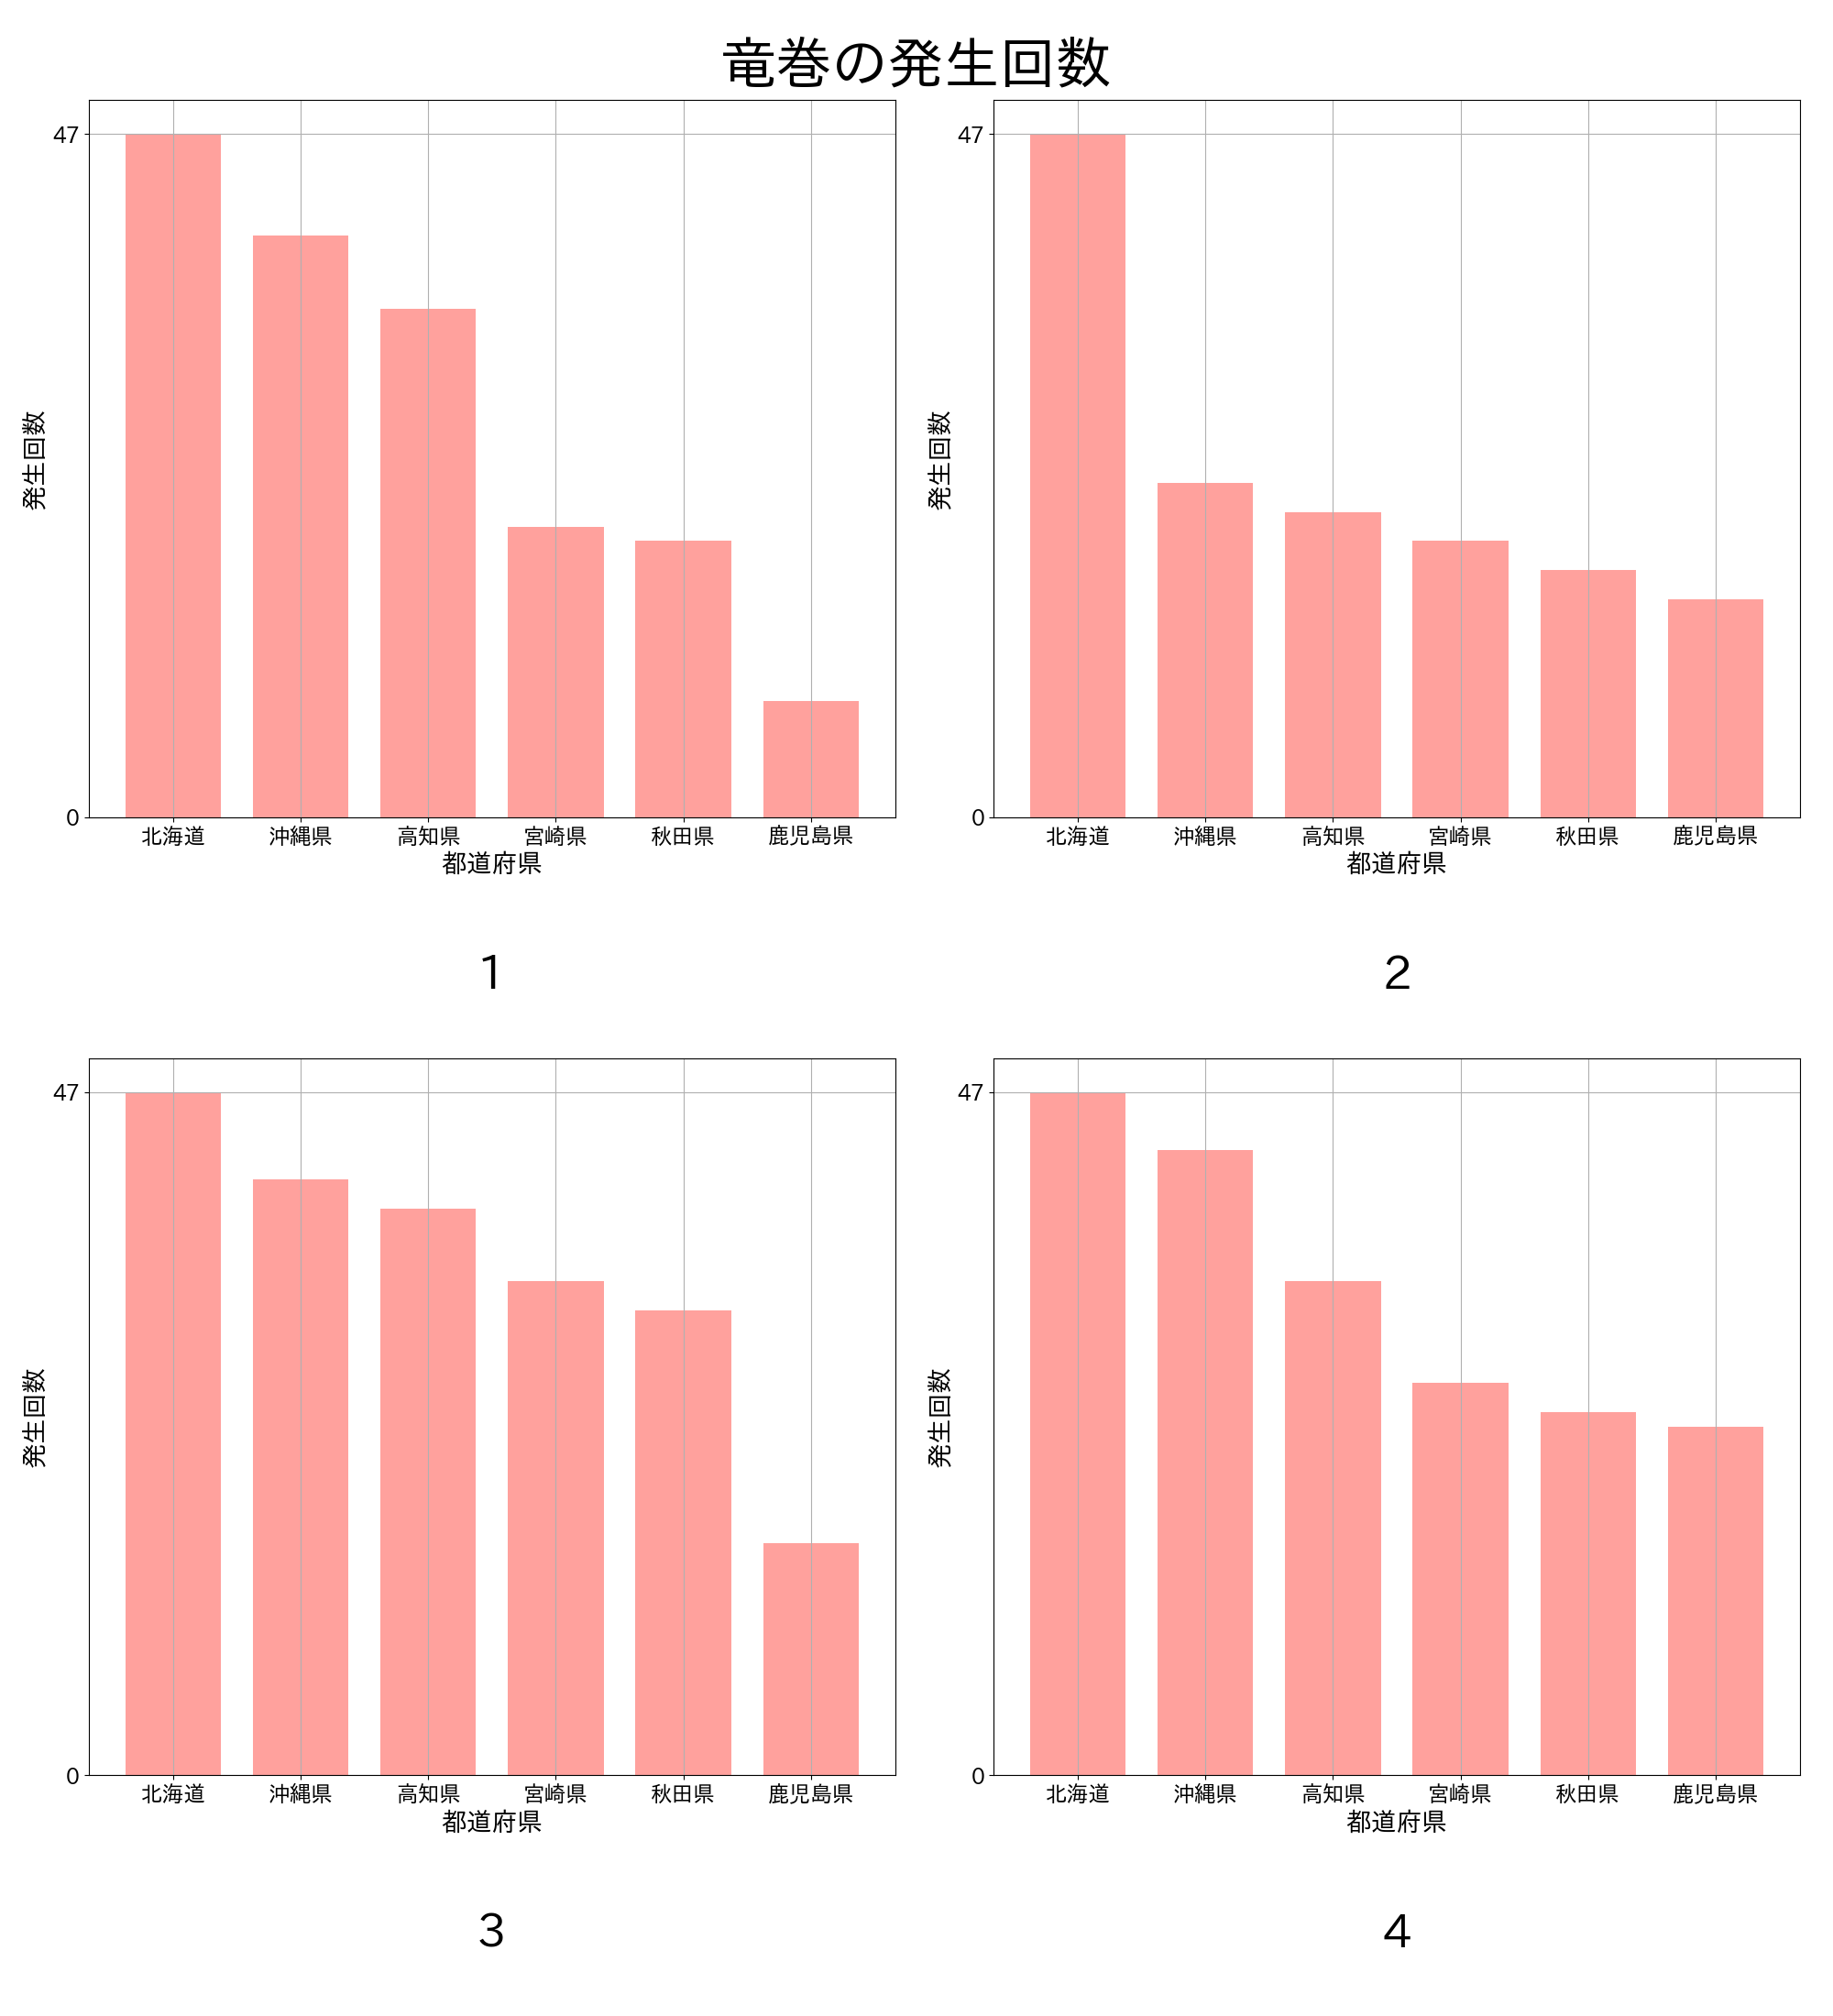 竜巻の発生回数
47
発生回数
0
北海道 沖縄県 高知県 宮崎県 秋田県 鹿児島県
都道府県
1
47
発生回数
0
北海道 沖縄県 高知県 宮崎県 秋田県 鹿児島県
都道府県
2
47
発生回数
0
北海道 沖縄県 高知県 宮崎県 秋田県 鹿児島県
都道府県
3
47
発生回数
0
北海道 沖縄県 高知県 宮崎県 秋田県 鹿児島県
都道府県
4